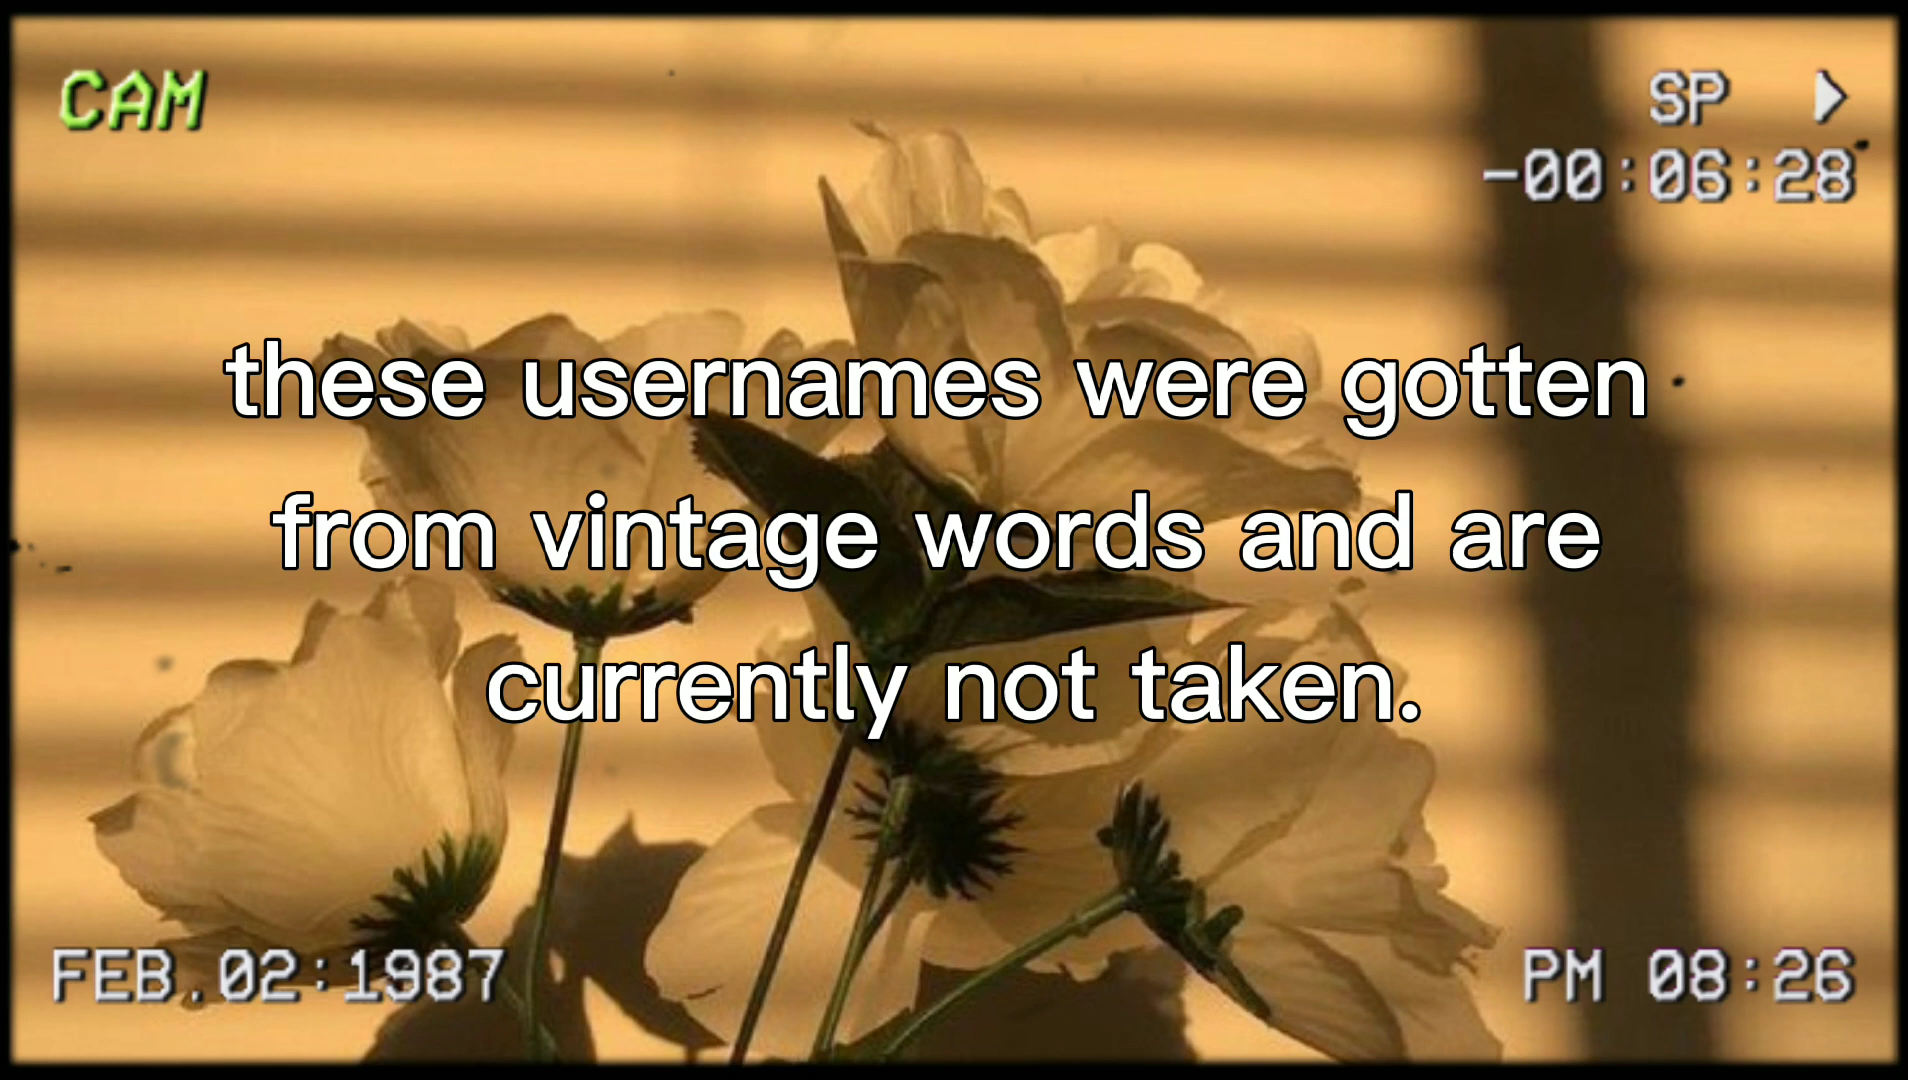 CAM
SP
-00:06:28
these usernames were gotten
from vintage words and are
currently not taken.
FEB.02:1987
PM 08:26